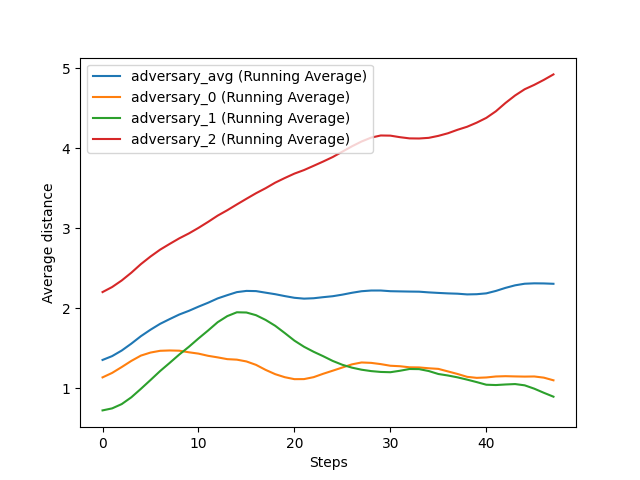 5
4
3
2
1
Average distance
adversary_avg (Running Average)
adversary_0 (Running Average)
adversary_1 (Running Average)
adversary_2 (Running Average)
0 10 20 30 40
Steps